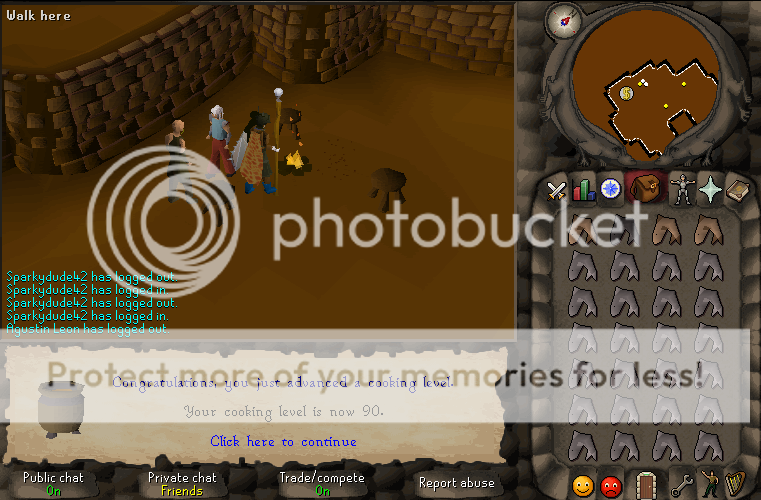 Walk here
photobucket
Sparkydude42 has logged out.
Sparkydude42 has logged in.
Sparkydude42 has logged out.
Sparkydude42 has logged in.
Agustin Leon has logged out.
Protect more of your memories for less!
Congratulations, you just advanced a cooking level.
Your cooking level is now 90.
Click here to continue
Public chat
On
Private chat
Friends
Trade/compete
On
Report abuse